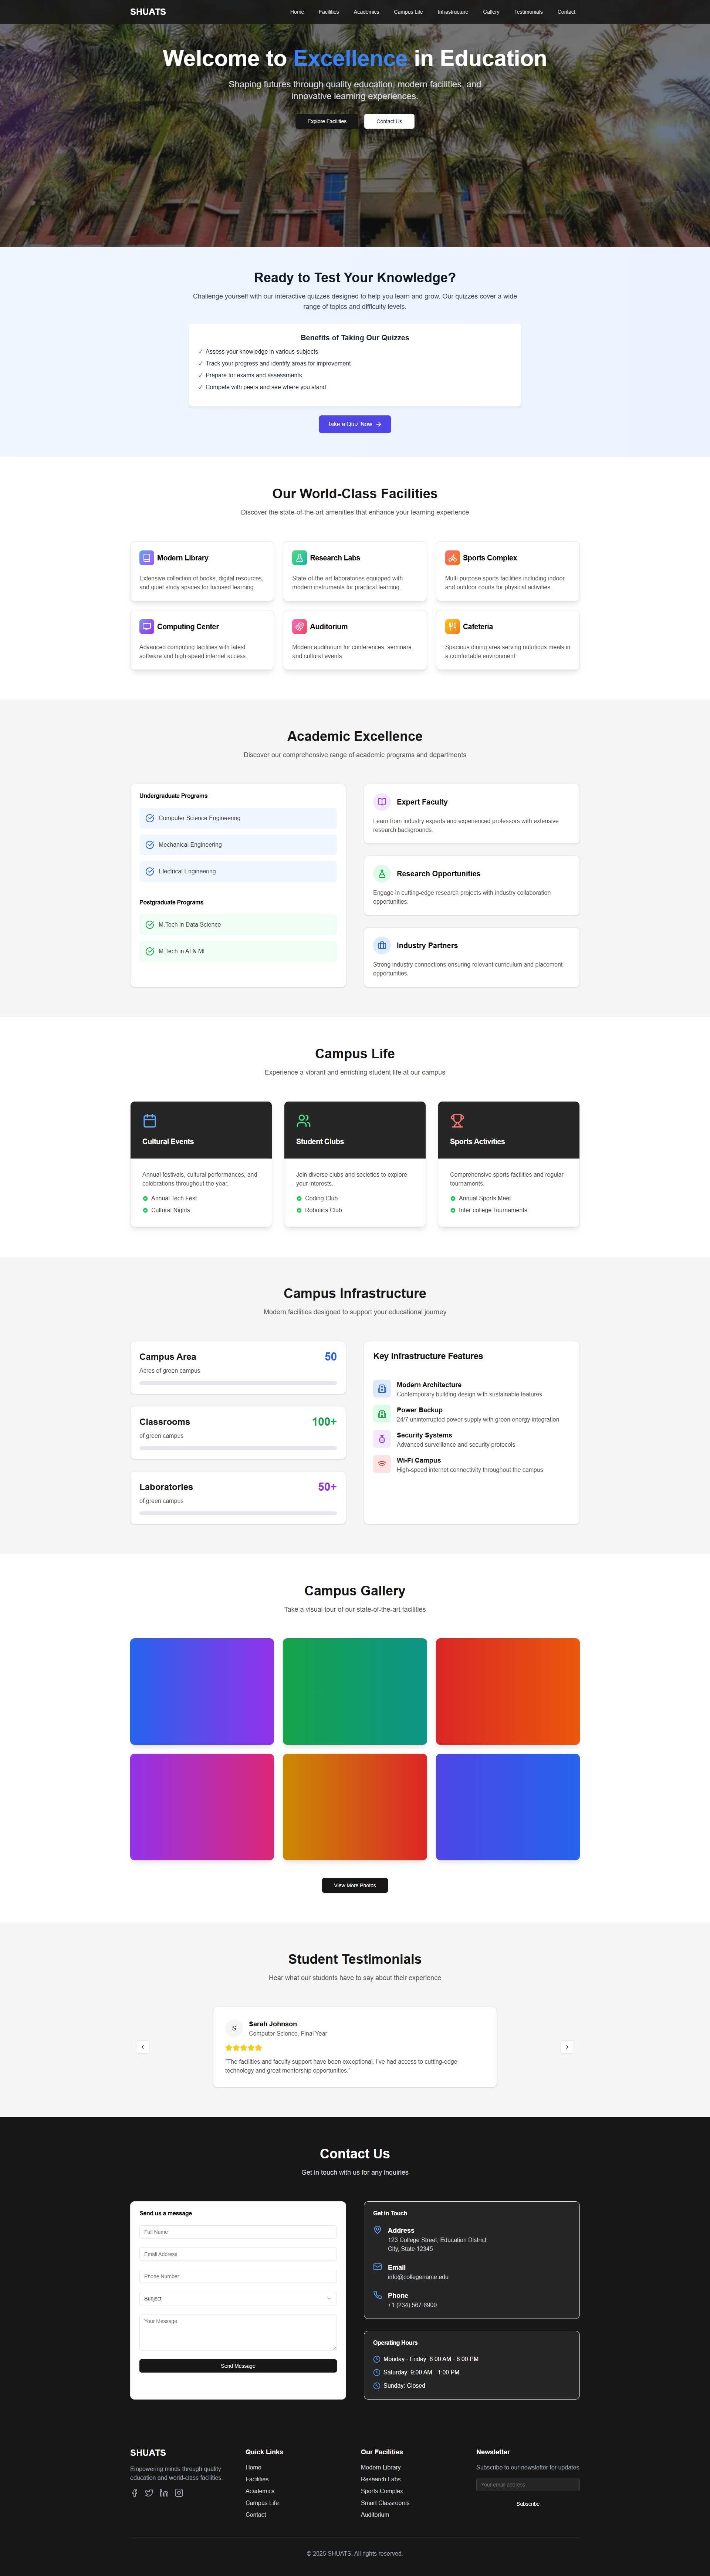 SHUATS
Home Facilities Academics Campus Life Infrastructure Gallery Testimonials Contact
Welcome to Excellence in Education
Shaping futures through quality education, modern facilities, and
innovative learning experiences.
Explore Facilities Contact Us
Ready to Test Your Knowledge?
Challenge yourself with our interactive quizzes designed to help you learn and grow. Our quizzes cover a wide
range of topics and difficulty levels.
Benefits of Taking Our Quizzes
✓ Assess your knowledge in various subjects
✓ Track your progress and identify areas for improvement
✓ Prepare for exams and assessments
✓ Compete with peers and see where you stand
Take a Quiz Now →
Our World-Class Facilities
Discover the state-of-the-art amenities that enhance your learning experience
Modern Library
Extensive collection of books, digital resources,
and quiet study spaces for focused learning.
Research Labs
State-of-the-art laboratories equipped with
modern instruments for practical learning.
Sports Complex
Multi-purpose sports facilities including indoor
and outdoor courts for physical activities.
Computing Center
Advanced computing facilities with latest
software and high-speed internet access.
Auditorium
Modern auditorium for conferences, seminars,
and cultural events.
Cafeteria
Spacious dining area serving nutritious meals in
a comfortable environment.
Academic Excellence
Discover our comprehensive range of academic programs and departments
Undergraduate Programs
Computer Science Engineering
Mechanical Engineering
Electrical Engineering
Postgraduate Programs
M.Tech in Data Science
M.Tech in AI & ML
Expert Faculty
Learn from industry experts and experienced professors with extensive
research backgrounds.
Research Opportunities
Engage in cutting-edge research projects with industry collaboration
opportunities.
Industry Partners
Strong industry connections ensuring relevant curriculum and placement
opportunities.
Campus Life
Experience a vibrant and enriching student life at our campus
Cultural Events
Annual festivals, cultural performances, and
celebrations throughout the year.
Annual Tech Fest
Cultural Nights
Student Clubs
Join diverse clubs and societies to explore
your interests.
Coding Club
Robotics Club
Sports Activities
Comprehensive sports facilities and regular
tournaments.
Annual Sports Meet
Inter-college Tournaments
Campus Infrastructure
Modern facilities designed to support your educational journey
Campus Area 50
Acres of green campus
Classrooms 100+
of green campus
Laboratories 50+
of green campus
Key Infrastructure Features
Modern Architecture
Contemporary building design with sustainable features
Power Backup
24/7 uninterrupted power supply with green energy integration
Security Systems
Advanced surveillance and security protocols
Wi-Fi Campus
High-speed internet connectivity throughout the campus
Campus Gallery
Take a visual tour of our state-of-the-art facilities
View More Photos
Student Testimonials
Hear what our students have to say about their experience
‹
S
Sarah Johnson
Computer Science, Final Year
"The facilities and faculty support have been exceptional. I've had access to cutting-edge
technology and great mentorship opportunities."
›
Contact Us
Get in touch with us for any inquiries
Send us a message
Full Name
Email Address
Phone Number
Subject
Your Message
Send Message
Get in Touch
Address
123 College Street, Education District
City, State 12345
Email
info@collegename.edu
Phone
+1 (234) 567-8900
Operating Hours
Monday - Friday: 8:00 AM - 6:00 PM
Saturday: 9:00 AM - 1:00 PM
Sunday: Closed
SHUATS
Empowering minds through quality
education and world-class facilities.
Quick Links
Home
Facilities
Academics
Campus Life
Contact
Our Facilities
Modern Library
Research Labs
Sports Complex
Smart Classrooms
Auditorium
Newsletter
Subscribe to our newsletter for updates
Your email address
Subscribe
© 2025 SHUATS. All rights reserved.